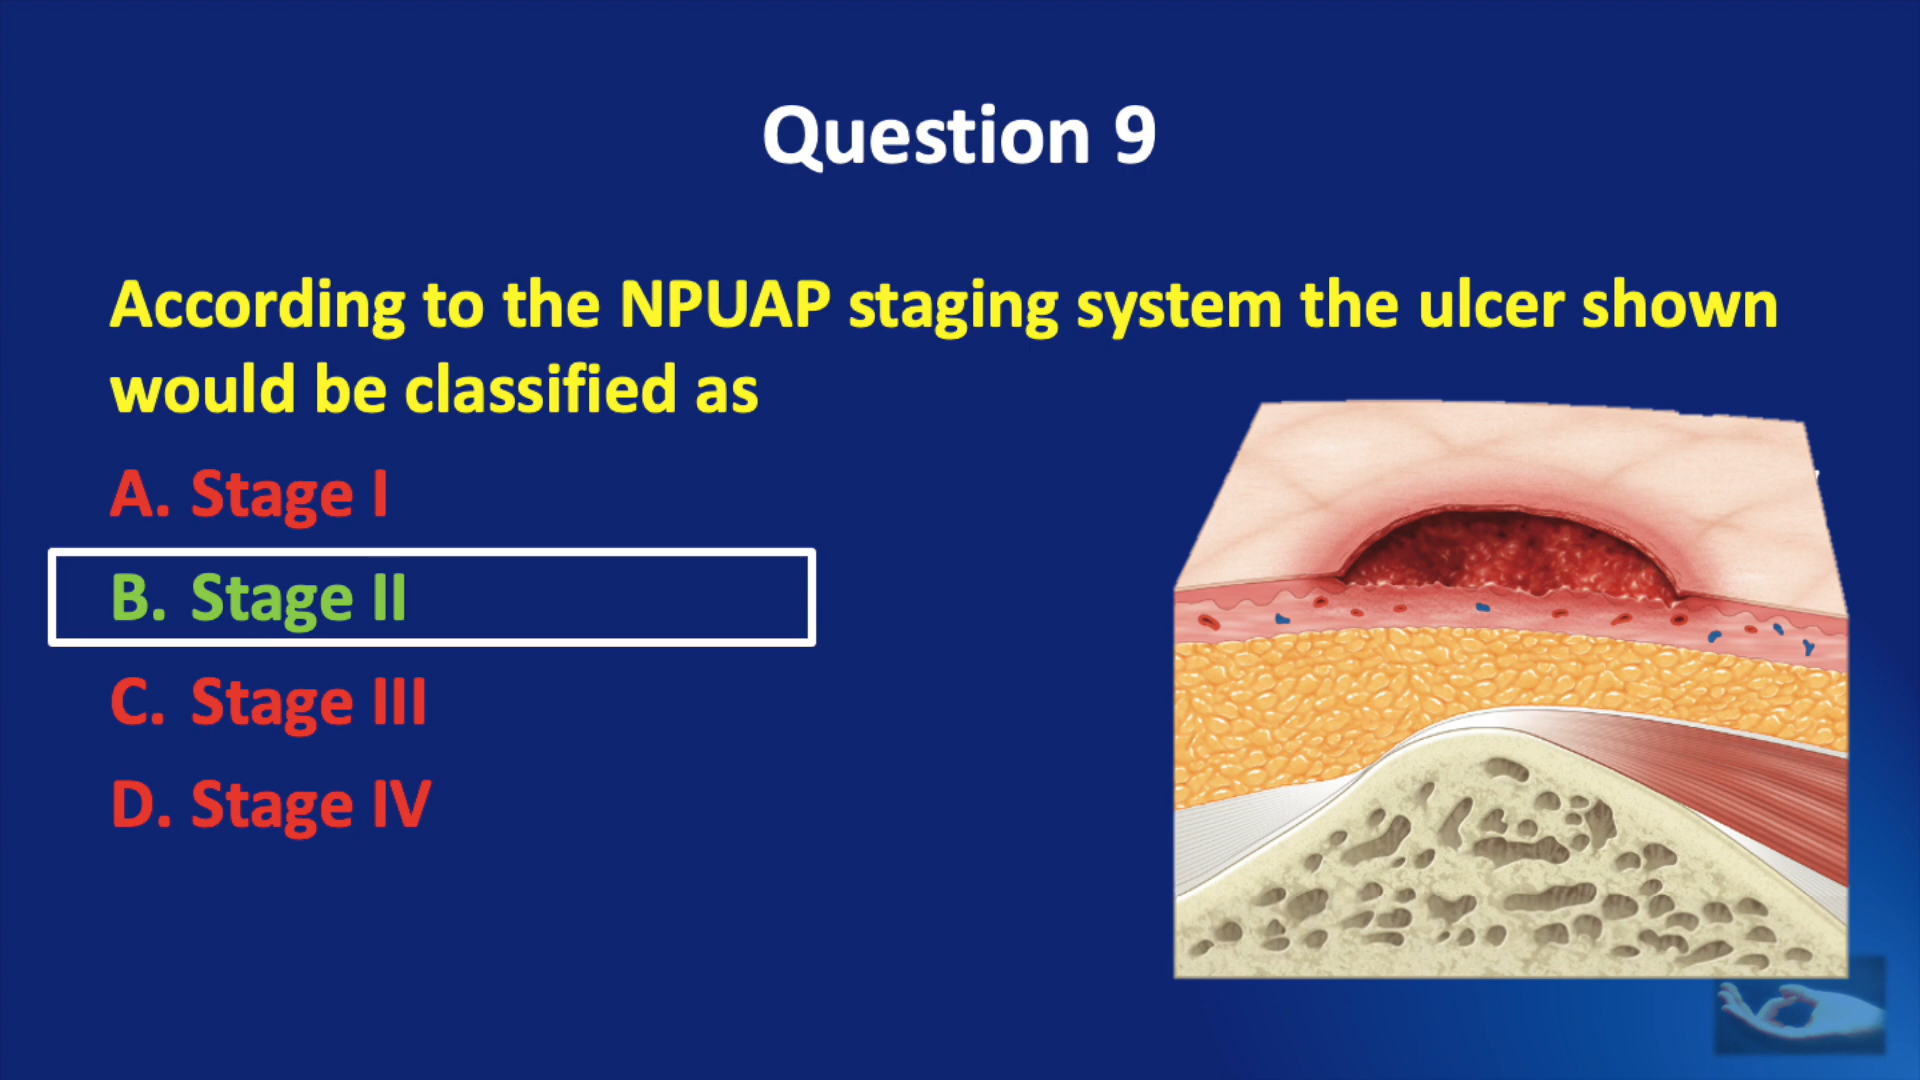 Question 9
According to the NPUAP staging system the ulcer shown
would be classified as
A. Stage I
B. Stage II
C. Stage III
D. Stage IV